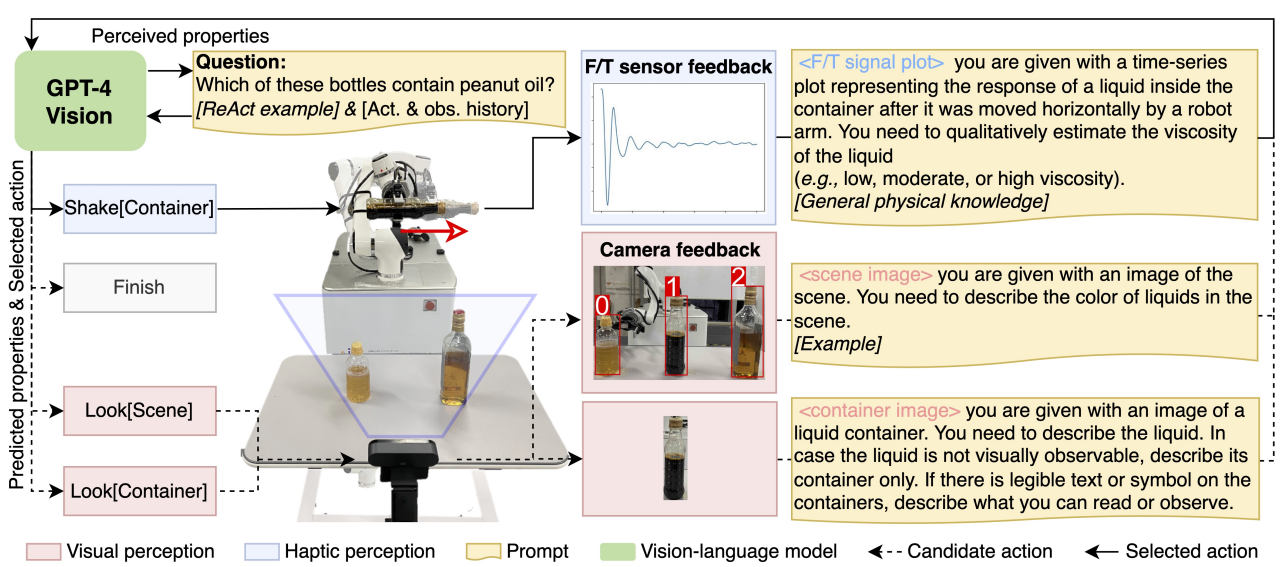 Perceived properties
GPT-4
Vision
Question:
Which of these bottles contain peanut oil?
[ReAct example] & [Act. & obs. history]
Predicted properties & Selected action
Shake[Container]
Finish
Look[Scene]
Look[Container]
F/T sensor feedback
Camera feedback
0
1
2
<F/T signal plot> you are given with a time-series
plot representing the response of a liquid inside the
container after it was moved horizontally by a robot
arm. You need to qualitatively estimate the viscosity
of the liquid
(e.g., low, moderate, or high viscosity).
[General physical knowledge]
<scene image> you are given with an image of the
scene. You need to describe the color of liquids in the
scene.
[Example]
<container image> you are given with an image of a
liquid container. You need to describe the liquid. In
case the liquid is not visually observable, describe its
container only. If there is legible text or symbol on the
containers, describe what you can read or observe.
Visual perception
Haptic perception
Prompt
Vision-language model
Candidate action
Selected action